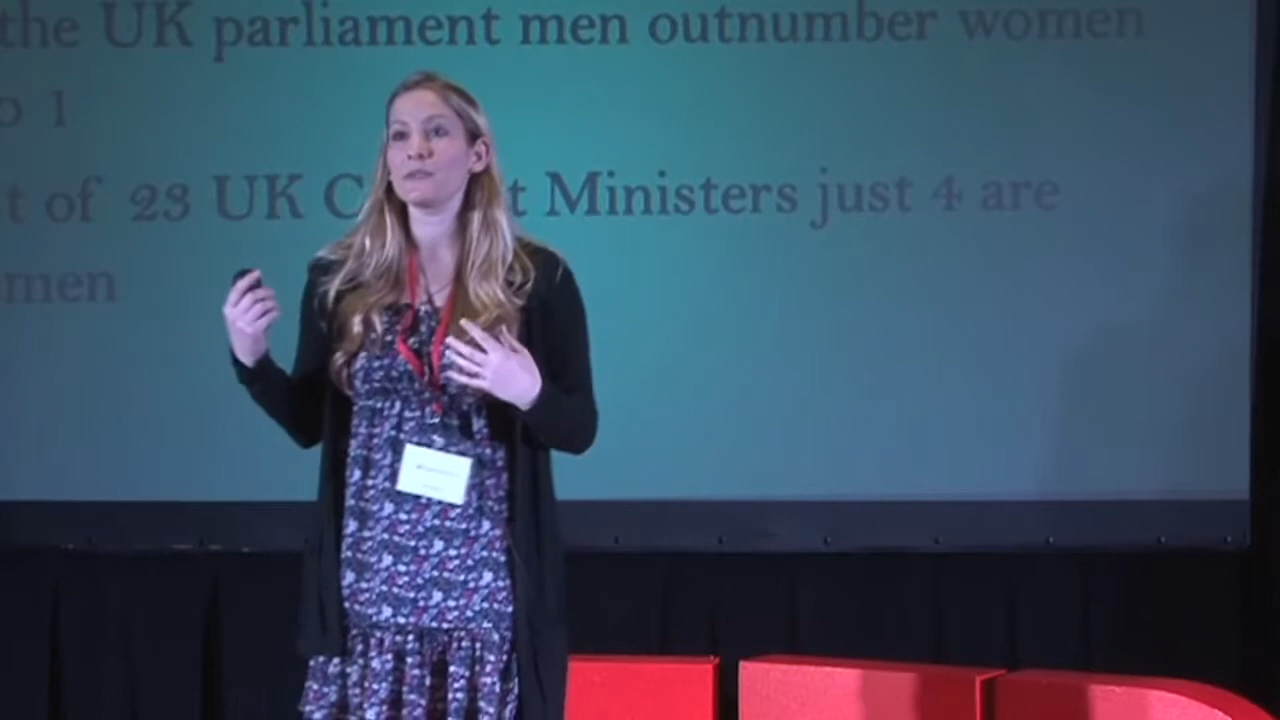 the UK parliament men outnumber women
o 1
t of 23 UK C t Ministers just 4 are
men